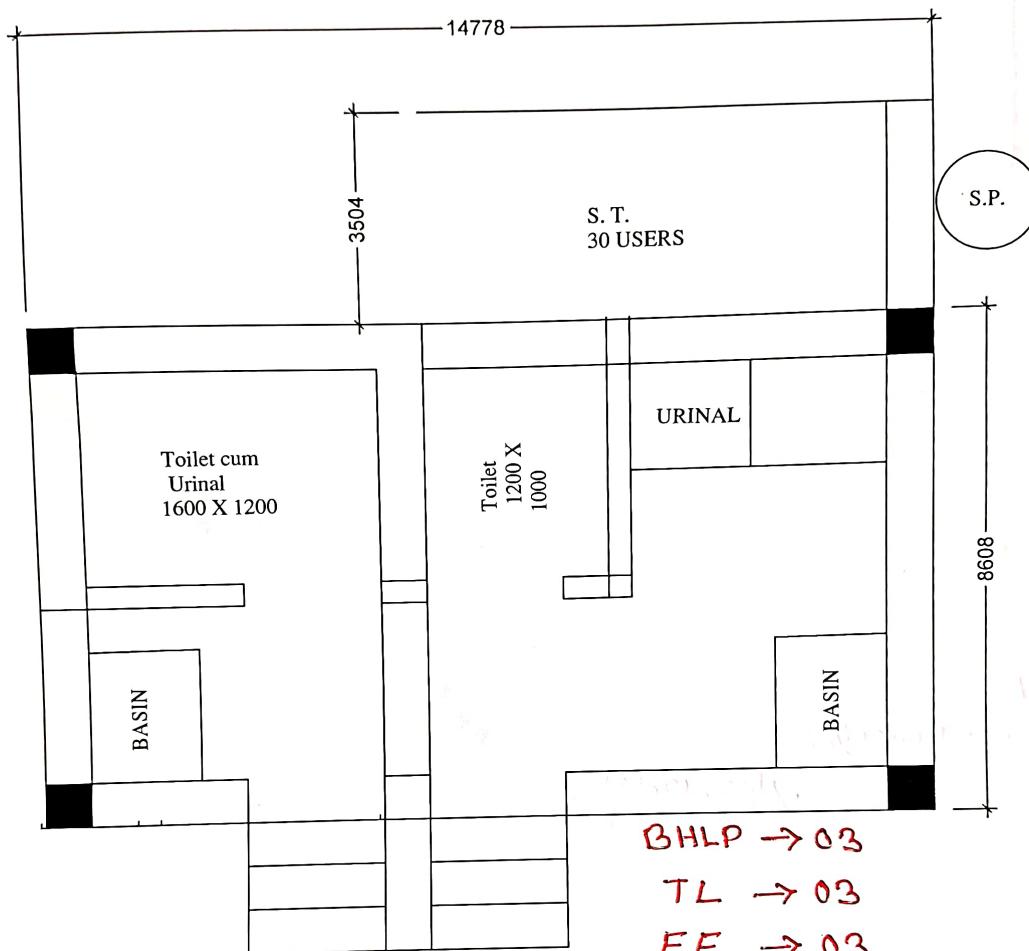 14778
3504
S. T.
30 USERS
S.P.
Toilet cum
Urinal
1600 X 1200
Toilet
1200 X
1000
URINAL
8608
BASIN
BASIN
BHLP → 03
TL → 03